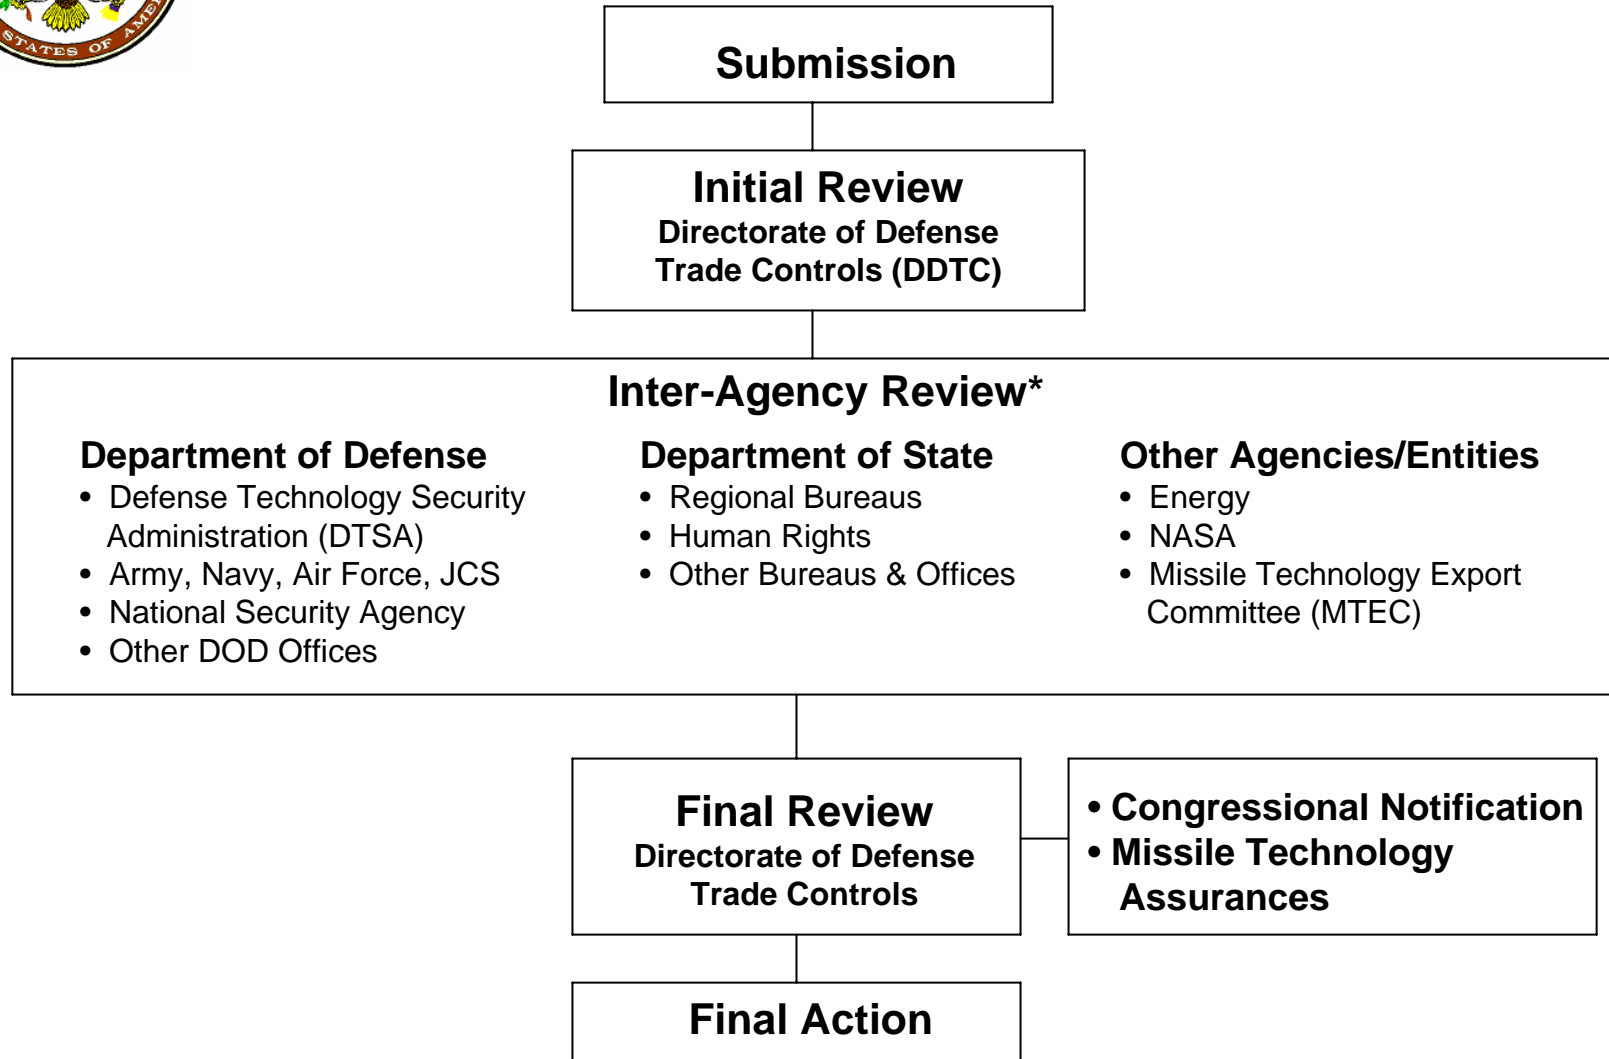 STATES OF AMER
Submission
Initial Review
Directorate of Defense
Trade Controls (DDTC)
Inter-Agency Review*
Department of Defense
• Defense Technology Security
Administration (DTSA)
• Army, Navy, Air Force, JCS
• National Security Agency
• Other DOD Offices
Department of State
• Regional Bureaus
• Human Rights
• Other Bureaus & Offices
Other Agencies/Entities
• Energy
• NASA
• Missile Technology Export
Committee (MTEC)
Final Review
Directorate of Defense
Trade Controls
• Congressional Notification
• Missile Technology
Assurances
Final Action